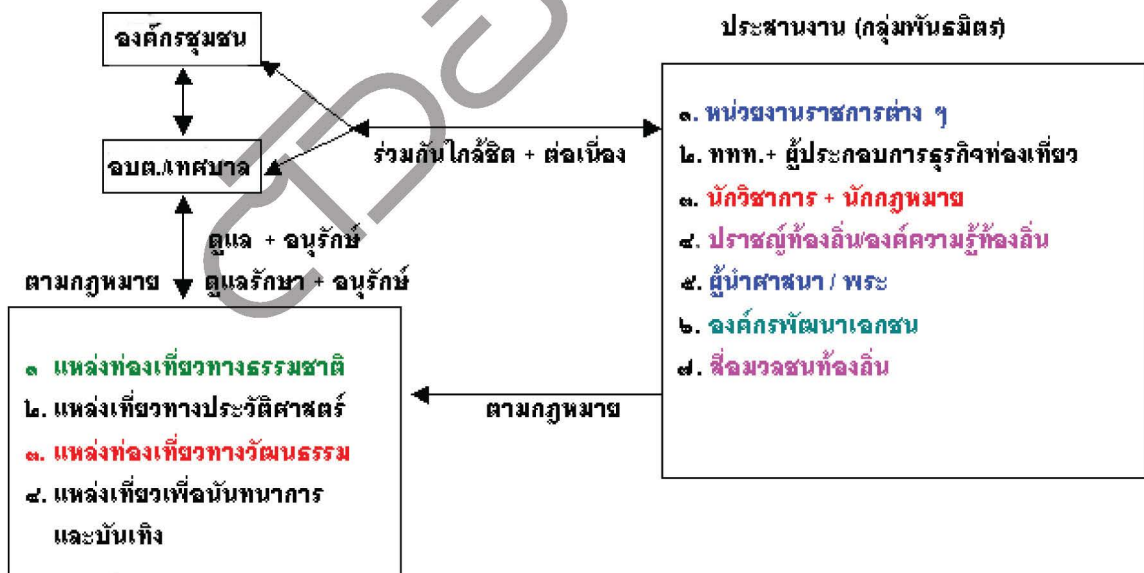 องค์กรชุมชน
อบต./เทศบาล
ดูแล + อนุรักษ์
ตามกฎหมาย ดูแลรักษา + อนุรักษ์
๑ แหล่งท่องเที่ยวทางธรรมชาติ
๒. แหล่งเที่ยวทางประวัติศาสตร์
๓. แหล่งท่องเที่ยวทางวัฒนธรรม
๔. แหล่งเที่ยวเพื่อนันทนาการ
และบันเทิง
ร่วมกันใกล้ชิด + ต่อเนื่อง
ตามกฎหมาย
ประสานงาน (กลุ่มพันธมิตร)
๑. หน่วยงานราชการต่าง ๆ
๒. ททท.+ ผู้ประกอบการธุรกิจท่องเที่ยว
๓. นักวิชาการ + นักกฎหมาย
๔. ปราชญ์ท้องถิ่น/องค์ความรู้ท้องถิ่น
๕. ผู้นำศาสนา / พระ
๖. องค์กรพัฒนาเอกชน
๗. สื่อมวลชนท้องถิ่น